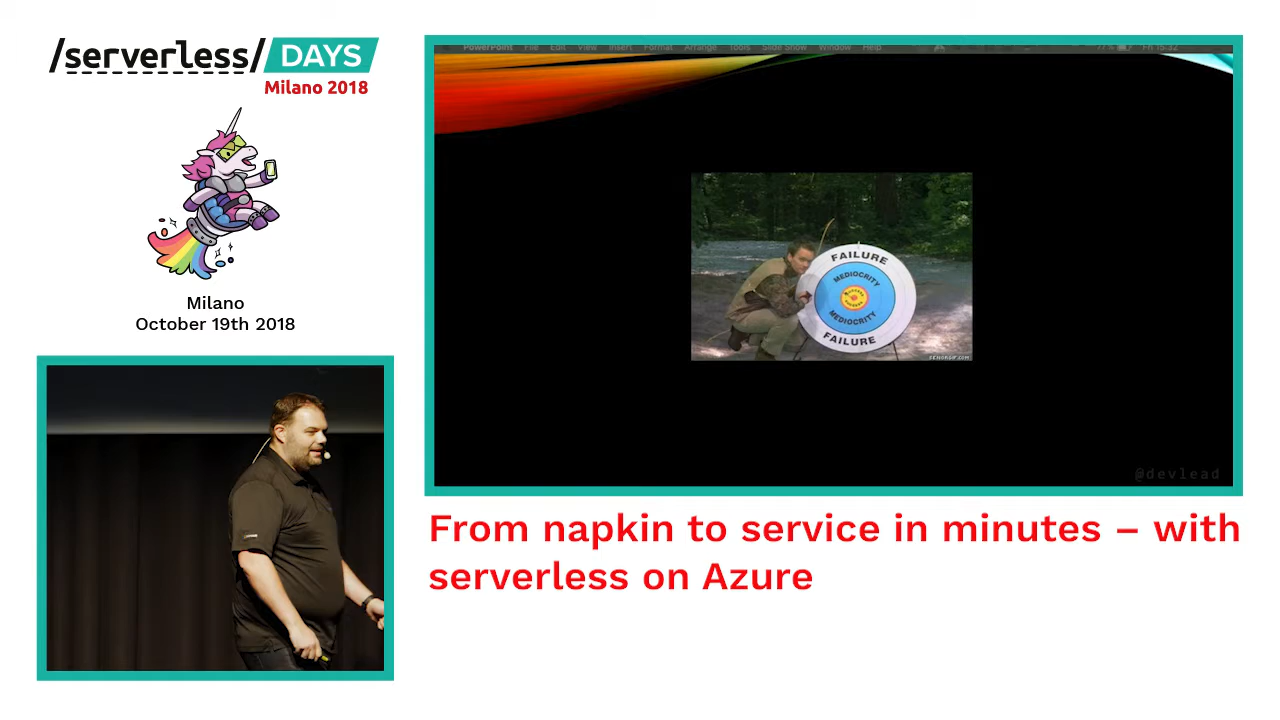 /serverless/ DAYS
Milano 2018
Milano
October 19th 2018
PowerPoint File Edit View Insert Format Arrange Tools Slide Show Window Help
FAILURE
MEDIOCRITY
MEDIOCRITY
FAILURE
@devlead
From napkin to service in minutes – with
serverless on Azure